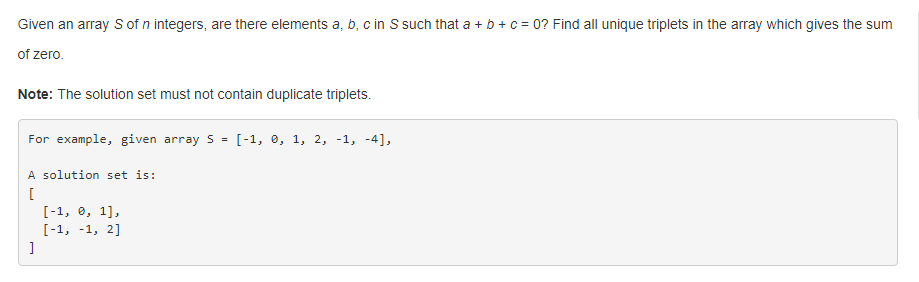 Given an array S of n integers, are there elements a, b, c in S such that a + b + c = 0? Find all unique triplets in the array which gives the sum
of zero.
Note: The solution set must not contain duplicate triplets.
For example, given array S = [-1, 0, 1, 2, -1, -4],
A solution set is:
[
  [-1, 0, 1],
  [-1, -1, 2]
]